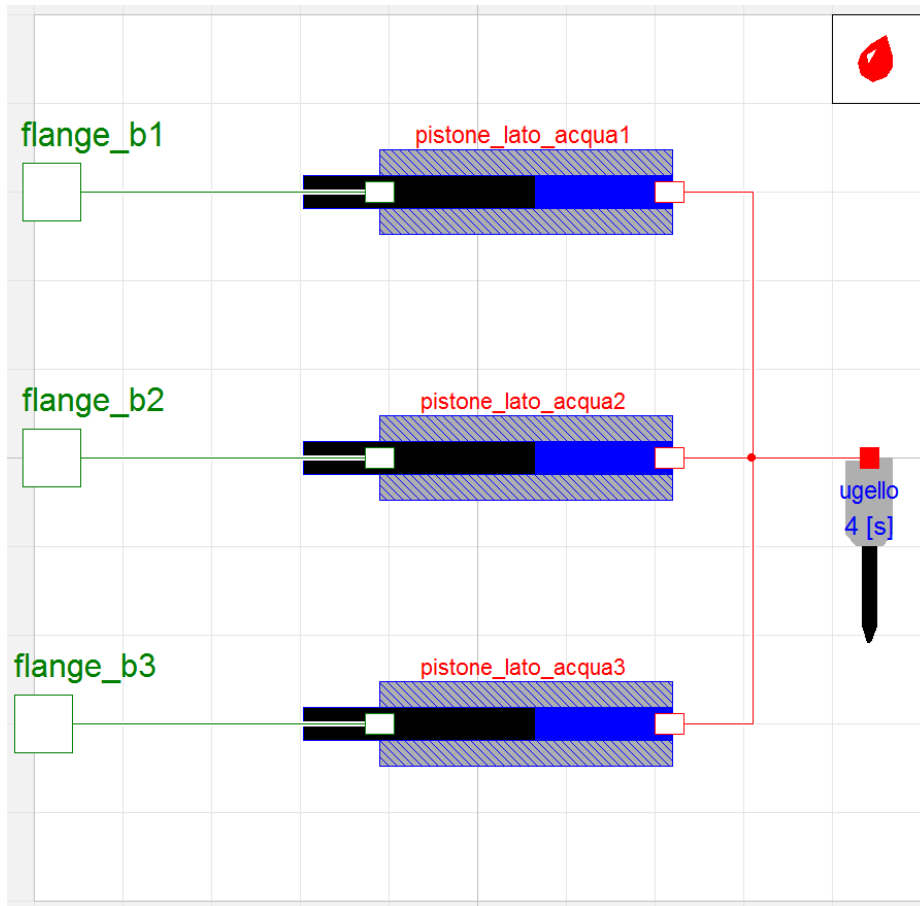 flange_b1
pistone_lato_acqua1
flange_b2
pistone_lato_acqua2
ugello
4 [s]
flange_b3
pistone_lato_acqua3